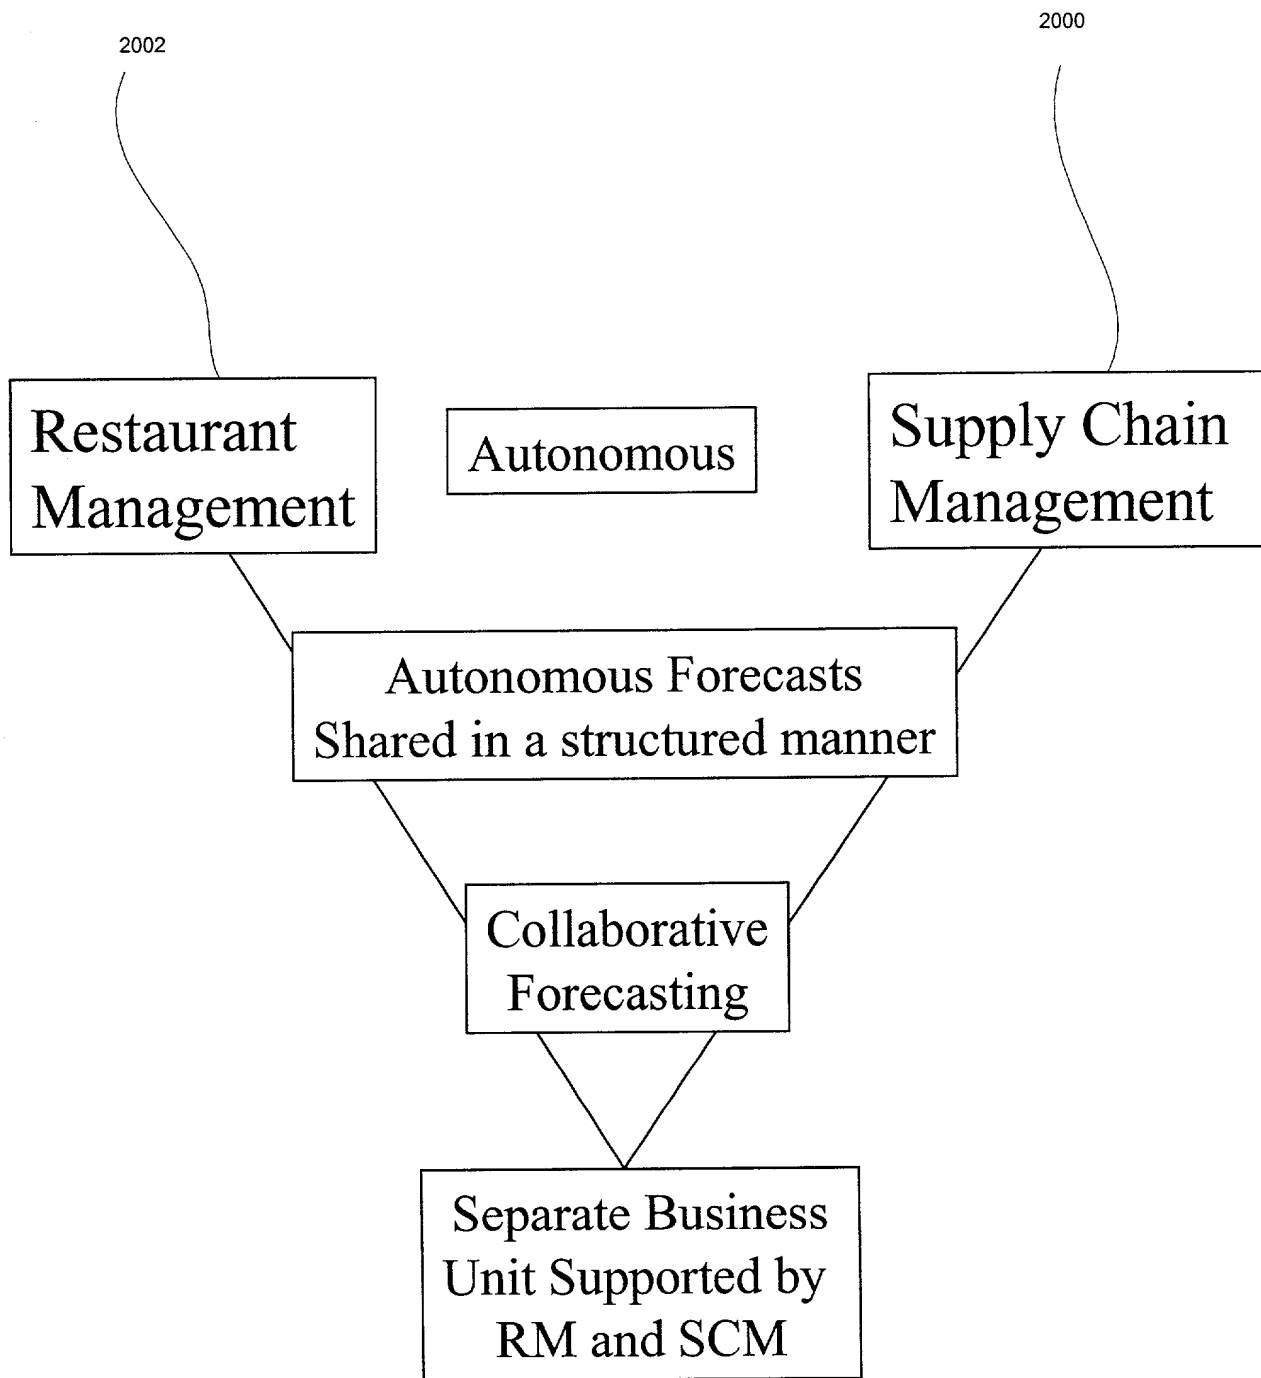 2002
2000
Restaurant
Management
Autonomous
Supply Chain
Management
Autonomous Forecasts
Shared in a structured manner
Collaborative
Forecasting
Separate Business
Unit Supported by
RM and SCM